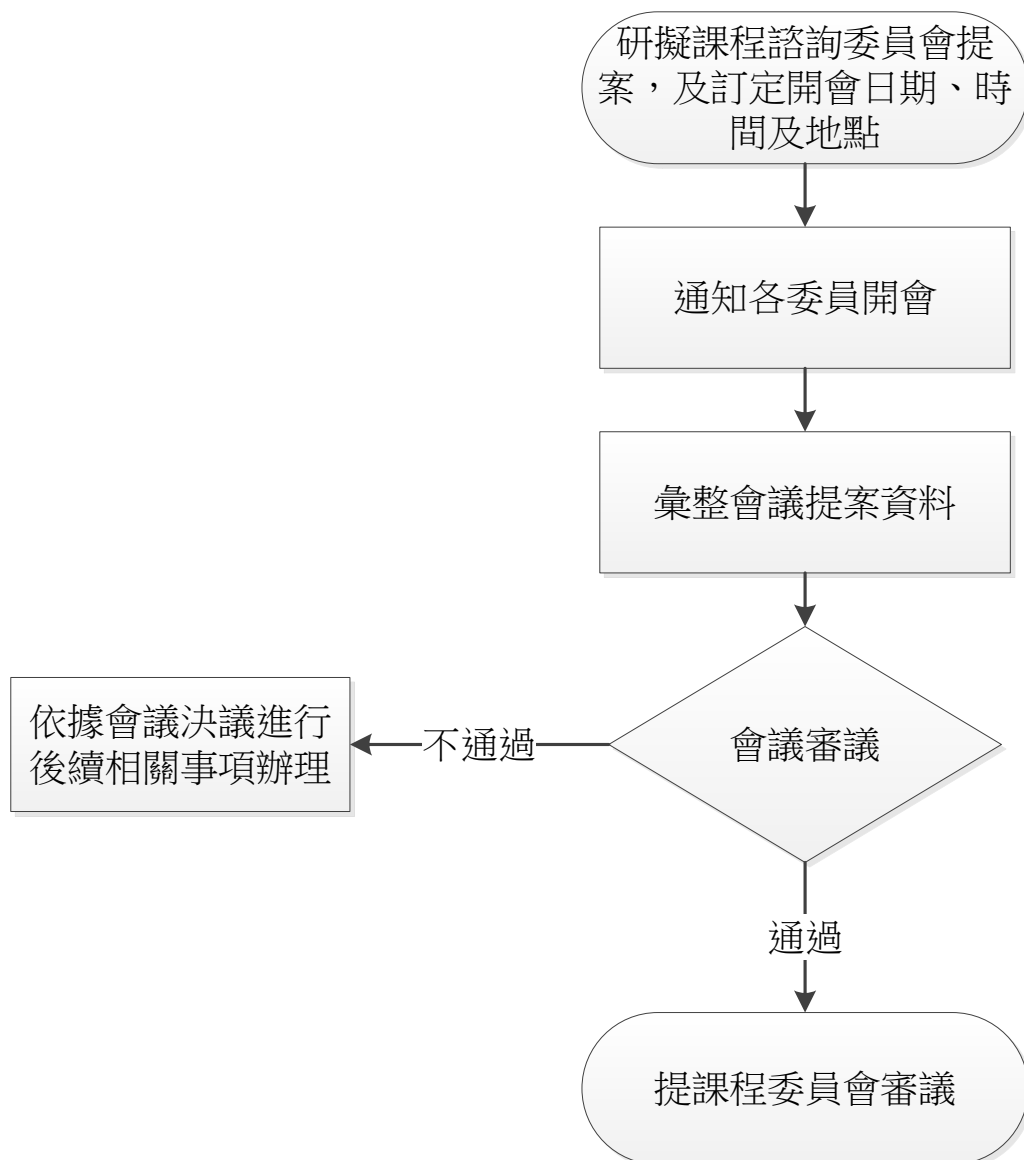 研擬課程諮詢委員會提
案，及訂定開會日期、時
間及地點
通知各委員開會
彙整會議提案資料
會議審議
不通過
依據會議決議進行
後續相關事項辦理
通過
提課程委員會審議